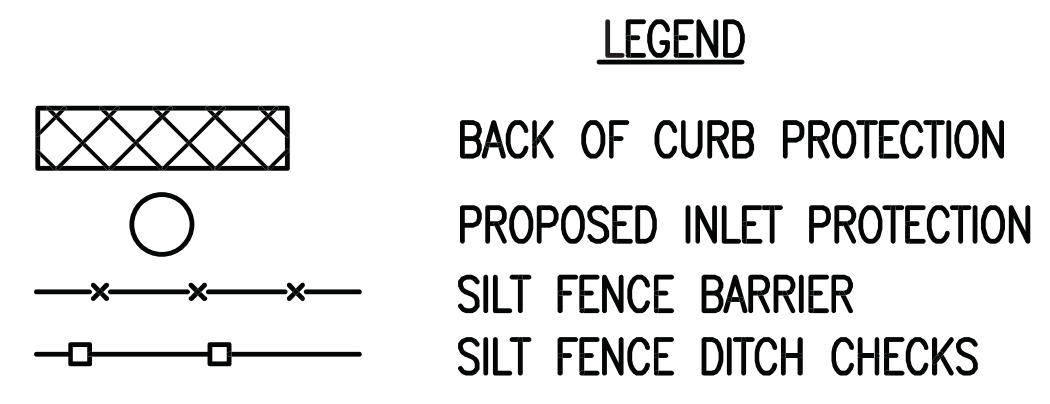 LEGEND
BACK OF CURB PROTECTION
PROPOSED INLET PROTECTION
SILT FENCE BARRIER
SILT FENCE DITCH CHECKS